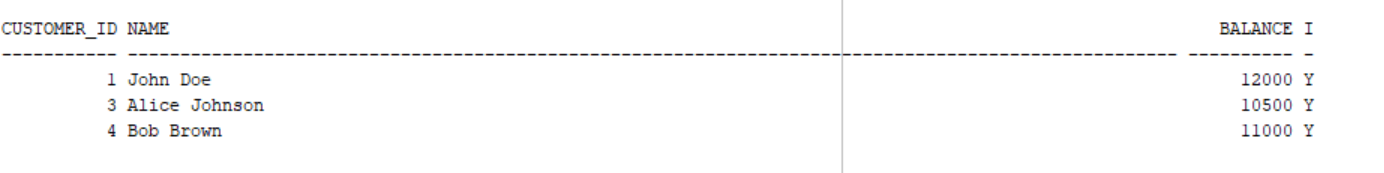 CUSTOMER_ID NAME BALANCE I
----------- ---------------------------------------------------------------------------------------------------- ---------- -
1 John Doe 12000 Y
3 Alice Johnson 10500 Y
4 Bob Brown 11000 Y